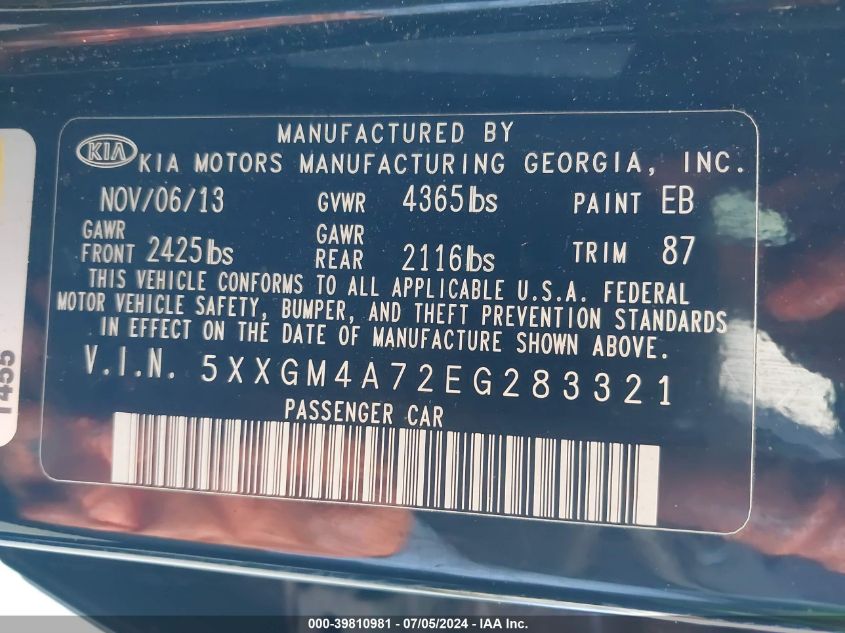 MANUFACTURED BY
KIA KIA MOTORS MANUFACTURING GEORGIA, INC.
NOV/06/13 GVWR 4365lbs PAINT EB
GAWR FRONT 2425lbs GAWR REAR 2116lbs TRIM 87
THIS VEHICLE CONFORMS TO ALL APPLICABLE U.S.A. FEDERAL
MOTOR VEHICLE SAFETY, BUMPER, AND THEFT PREVENTION STANDARDS
IN EFFECT ON THE DATE OF MANUFACTURE SHOWN ABOVE.
V.I.N. 5XXGM4A72EG283321
PASSENGER CAR
000-39810981 - 07/05/2024 - IAA Inc.